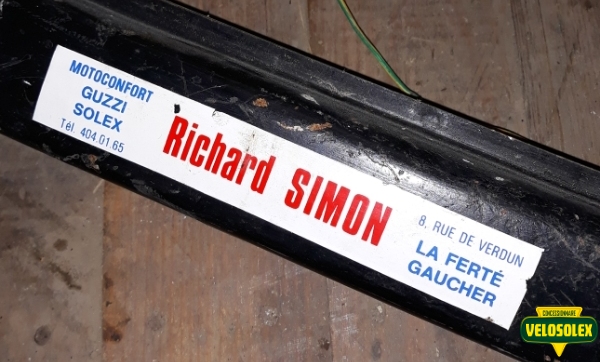 MOTOCONFORT
GUZZI
SOLEX
Tél. 404.01.65
Richard SIMON
8, RUE DE VERDUN
LA FERTÉ
GAUCHER
CONCESSIONNAIRE
VELOSOLEX